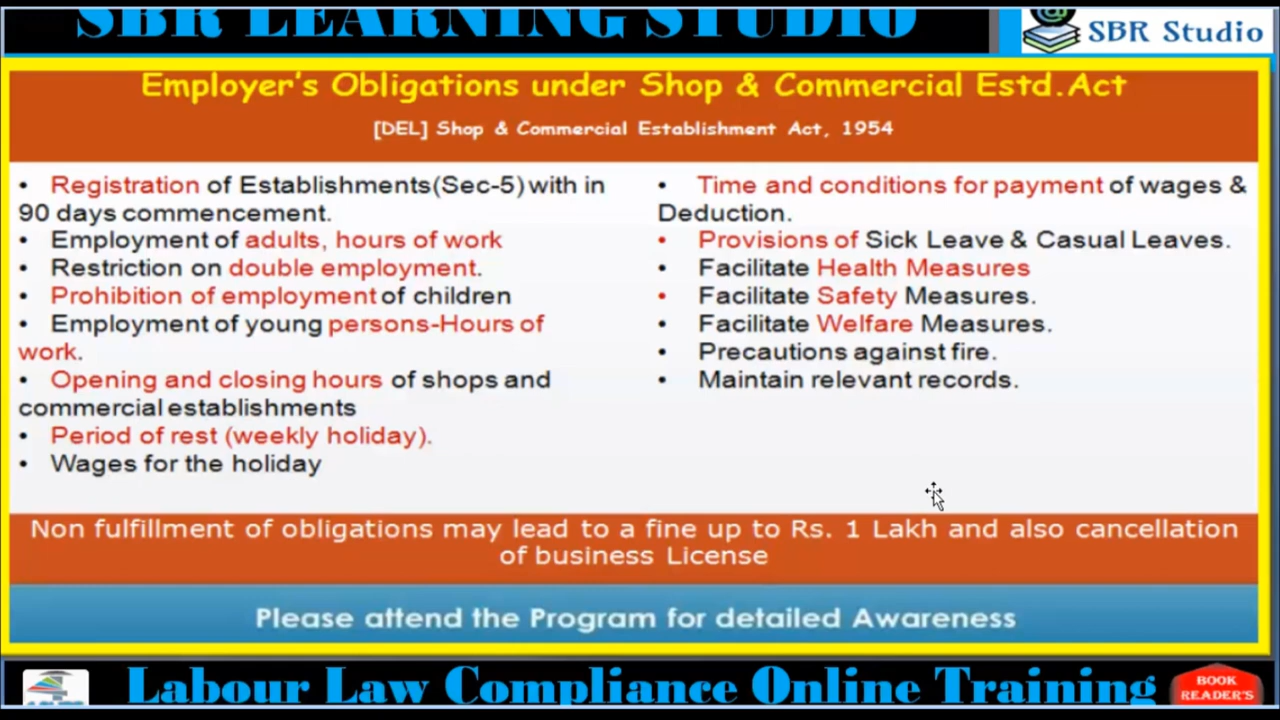 SBR LEARNING STUDIO
SBR Studio
Employer's Obligations under Shop & Commercial Estd.Act
[DEL] Shop & Commercial Establishment Act, 1954
• Registration of Establishments(Sec-5) with in
90 days commencement.
• Employment of adults, hours of work
• Restriction on double employment.
• Prohibition of employment of children
• Employment of young persons-Hours of
work.
• Opening and closing hours of shops and
commercial establishments
• Period of rest (weekly holiday).
• Wages for the holiday
• Time and conditions for payment of wages &
Deduction.
• Provisions of Sick Leave & Casual Leaves.
• Facilitate Health Measures
• Facilitate Safety Measures.
• Facilitate Welfare Measures.
• Precautions against fire.
• Maintain relevant records.
Non fulfillment of obligations may lead to a fine up to Rs. 1 Lakh and also cancellation
of business License
Please attend the Program for detailed Awareness
Labour Law Compliance Online Training
BOOK
READER'S